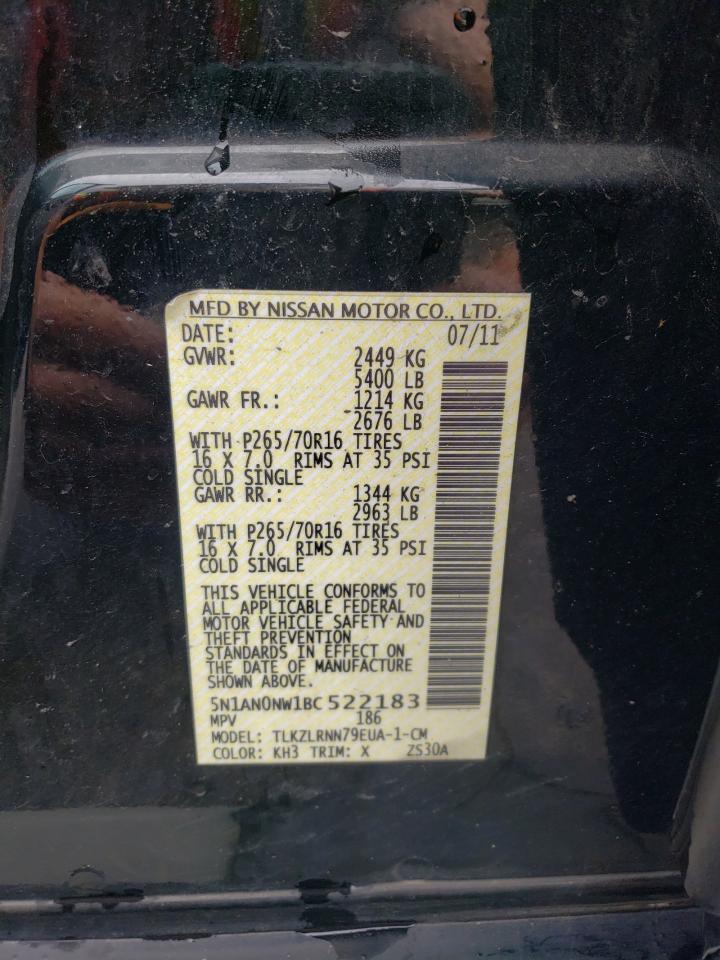 MFD BY NISSAN MOTOR CO., LTD.
DATE: 07/11
GVWR: 2449 KG
5400 LB
GAWR FR.: 1214 KG
2676 LB
WITH P265/70R16 TIRES
16 X 7.0 RIMS AT 35 PSI
COLD SINGLE
GAWR RR.: 1344 KG
2963 LB
WITH P265/70R16 TIRES
16 X 7.0 RIMS AT 35 PSI
COLD SINGLE
THIS VEHICLE CONFORMS TO
ALL APPLICABLE FEDERAL
MOTOR VEHICLE SAFETY AND
THEFT PREVENTION
STANDARDS IN EFFECT ON
THE DATE OF MANUFACTURE
SHOWN ABOVE.
5N1AN0NW1BC522183
MPV 186
MODEL: TLKZLRNN79EUA-1-CM
COLOR: KH3 TRIM: X ZS30A